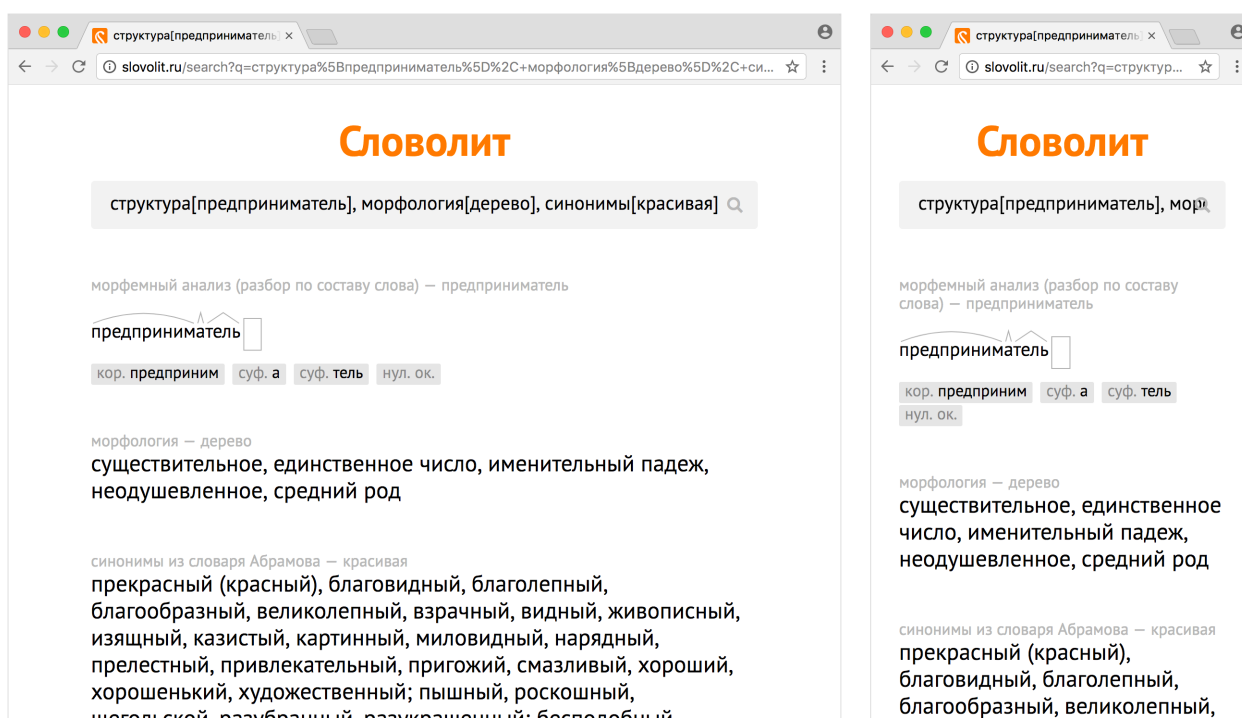 структура[предприниматель]
slovolit.ru/search?q=структура%5Bпредприниматель%5D%2C+морфология%5Bдерево%5D%2C+си...
Словолит
структура[предприниматель], морфология[дерево], синонимы[красивая]
морфемный анализ (разбор по составу слова) — предприниматель
предприниматель
кор. предприним суф. а суф. тель нул. ок.
морфология — дерево
существительное, единственное число, именительный падеж,
неодушевленное, средний род
синонимы из словаря Абрамова — красивая
прекрасный (красный), благовидный, благолепный,
благообразный, великолепный, взрачный, видный, живописный,
изящный, казистый, картинный, миловидный, нарядный,
прелестный, привлекательный, пригожий, смазливый, хороший,
хорошенький, художественный; пышный, роскошный,
щегольской, разубранный, разукрашенный; бесподобный
структура[предприниматель]
slovolit.ru/search?q=структур...
Словолит
структура[предприниматель], мор
морфемный анализ (разбор по составу
слова) — предприниматель
предприниматель
кор. предприним суф. а суф. тель
нул. ок.
морфология — дерево
существительное, единственное
число, именительный падеж,
неодушевленное, средний род
синонимы из словаря Абрамова — красивая
прекрасный (красный),
благовидный, благолепный,
благообразный, великолепный,